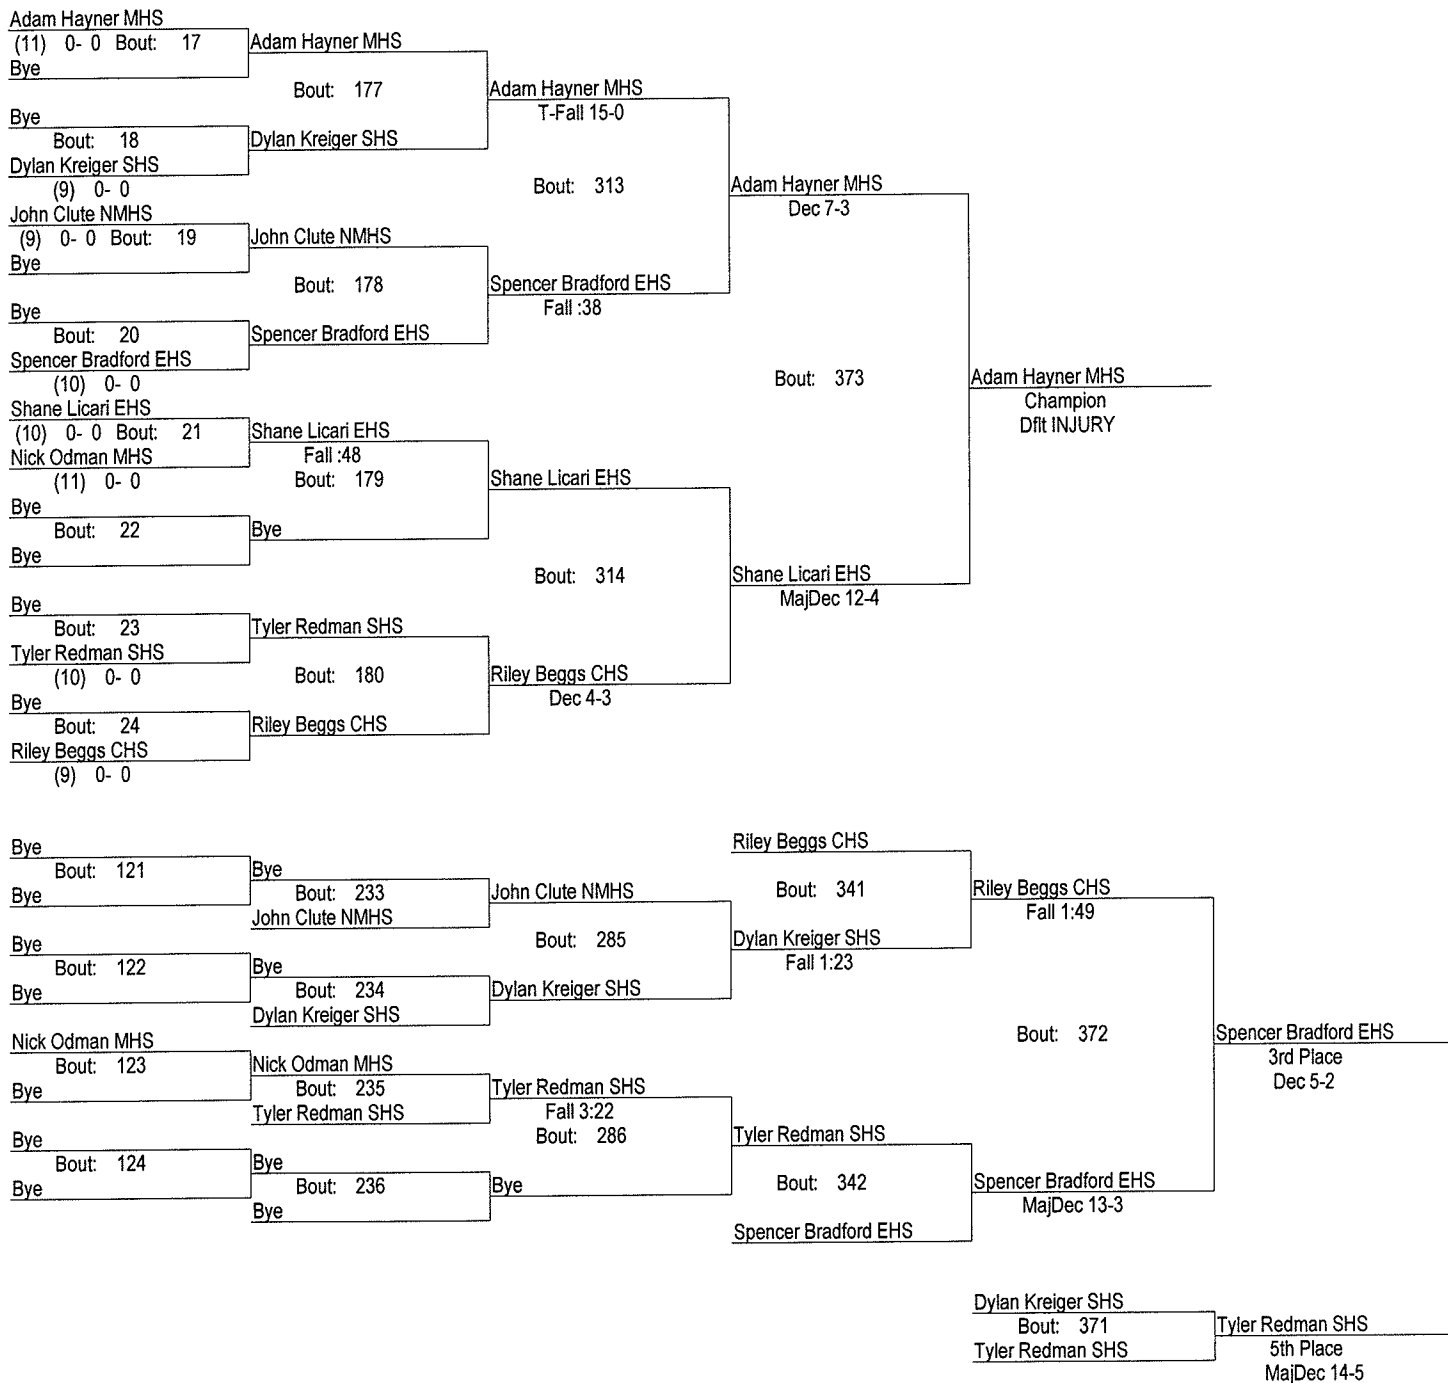 Adam Hayner MHS
(11) 0- 0 Bout: 17
Bye
Adam Hayner MHS
Bout: 177
Adam Hayner MHS
T-Fall 15-0
Bye
Bout: 18
Dylan Kreiger SHS
Dylan Kreiger SHS
(9) 0- 0
Bout: 313
Adam Hayner MHS
Dec 7-3
John Clute NMHS
(9) 0- 0 Bout: 19
Bye
John Clute NMHS
Bout: 178
Spencer Bradford EHS
Fall :38
Bye
Bout: 20
Spencer Bradford EHS
Spencer Bradford EHS
(10) 0- 0
Bout: 373
Adam Hayner MHS
Champion
Dflt INJURY
Shane Licari EHS
(10) 0- 0 Bout: 21
Nick Odman MHS
(11) 0- 0
Shane Licari EHS
Fall :48
Bout: 179
Shane Licari EHS
Bye
Bout: 22
Bye
Bye
Bout: 314
Shane Licari EHS
MajDec 12-4
Bye
Bout: 23
Tyler Redman SHS
(10) 0- 0
Tyler Redman SHS
Bout: 180
Riley Beggs CHS
Dec 4-3
Bye
Bout: 24
Riley Beggs CHS
(9) 0- 0
Riley Beggs CHS
Bye
Bout: 121
Bye
Bye
Bout: 233
John Clute NMHS
John Clute NMHS
Riley Beggs CHS
Bout: 341
Riley Beggs CHS
Fall 1:49
Bout: 285
Dylan Kreiger SHS
Fall 1:23
Bye
Bout: 122
Bye
Bye
Bout: 234
Dylan Kreiger SHS
Dylan Kreiger SHS
Bout: 372
Spencer Bradford EHS
3rd Place
Dec 5-2
Nick Odman MHS
Bout: 123
Bye
Nick Odman MHS
Bout: 235
Tyler Redman SHS
Tyler Redman SHS
Fall 3:22
Bout: 286
Tyler Redman SHS
Bye
Bout: 124
Bye
Bye
Bout: 236
Bye
Bye
Bout: 342
Spencer Bradford EHS
Spencer Bradford EHS
MajDec 13-3
Dylan Kreiger SHS
Bout: 371
Tyler Redman SHS
Tyler Redman SHS
5th Place
MajDec 14-5